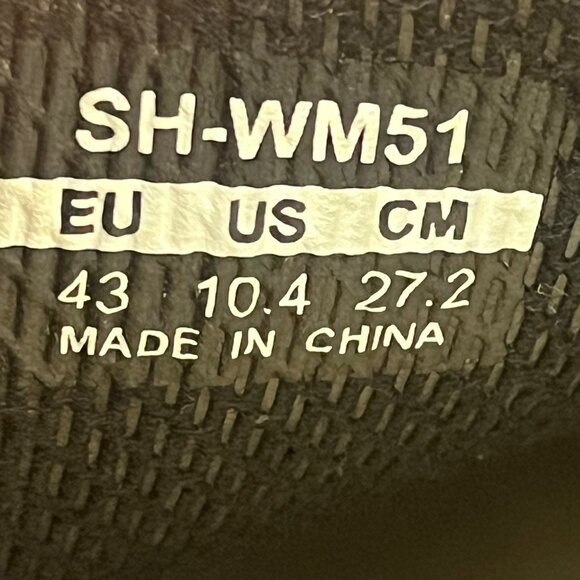 SH-WM51
EU US CM
43 10.4 27.2
MADE IN CHINA